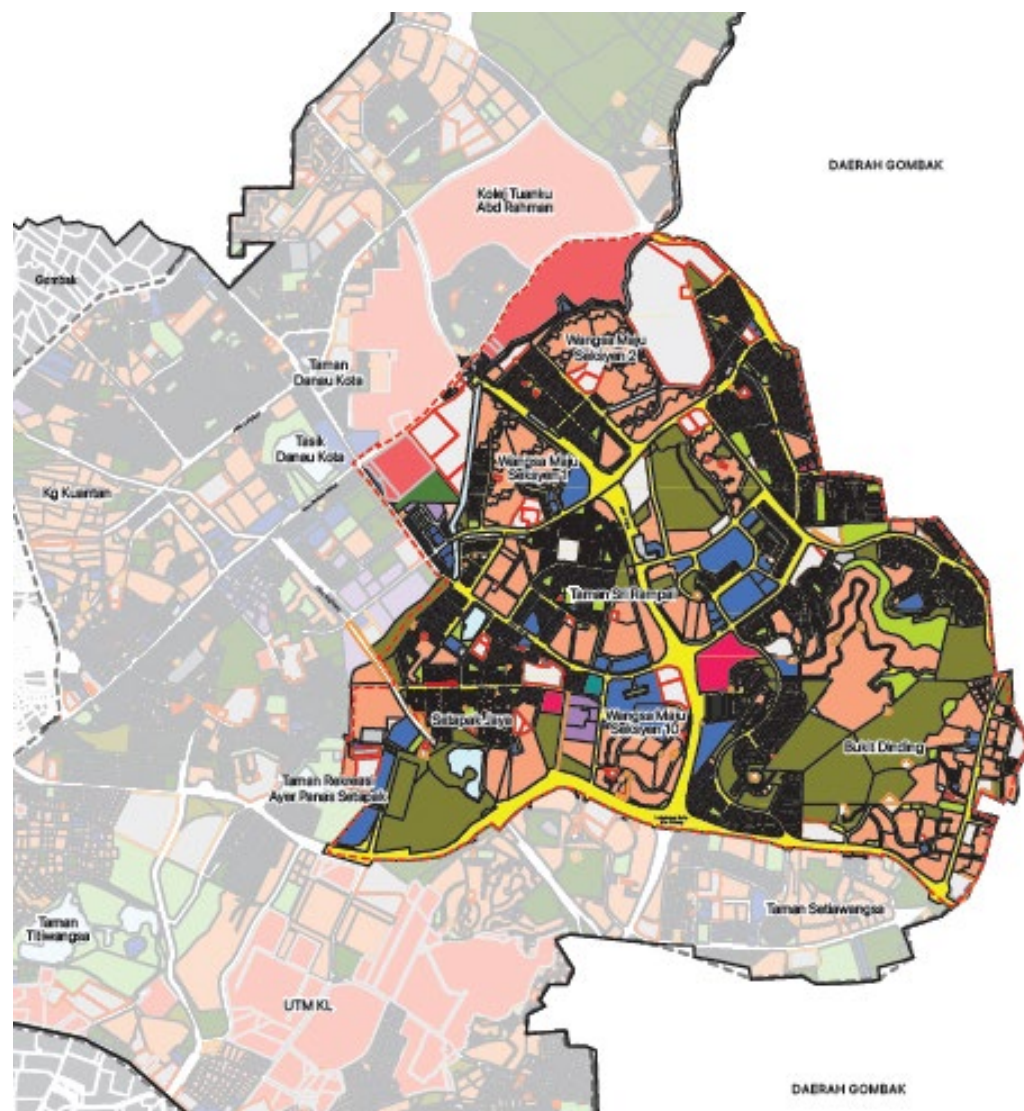 DAERAH GOMBAK
Kolej Tuanku
Abd Rahman
Gombak
Wangsa Maju
Seksyen 2
Taman
Danau Kota
Tasik
Danau Kota
Wangsa Maju
Seksyen 1
Kg Kuantan
Taman Sri Rampai
Setapak Jaya
Wangsa Maju
Seksyen 10
Bukit Dinding
Taman Rekreasi
Ayer Panas Setapak
Taman Setiawangsa
Taman
Titiwangsa
UTM KL
DAERAH GOMBAK